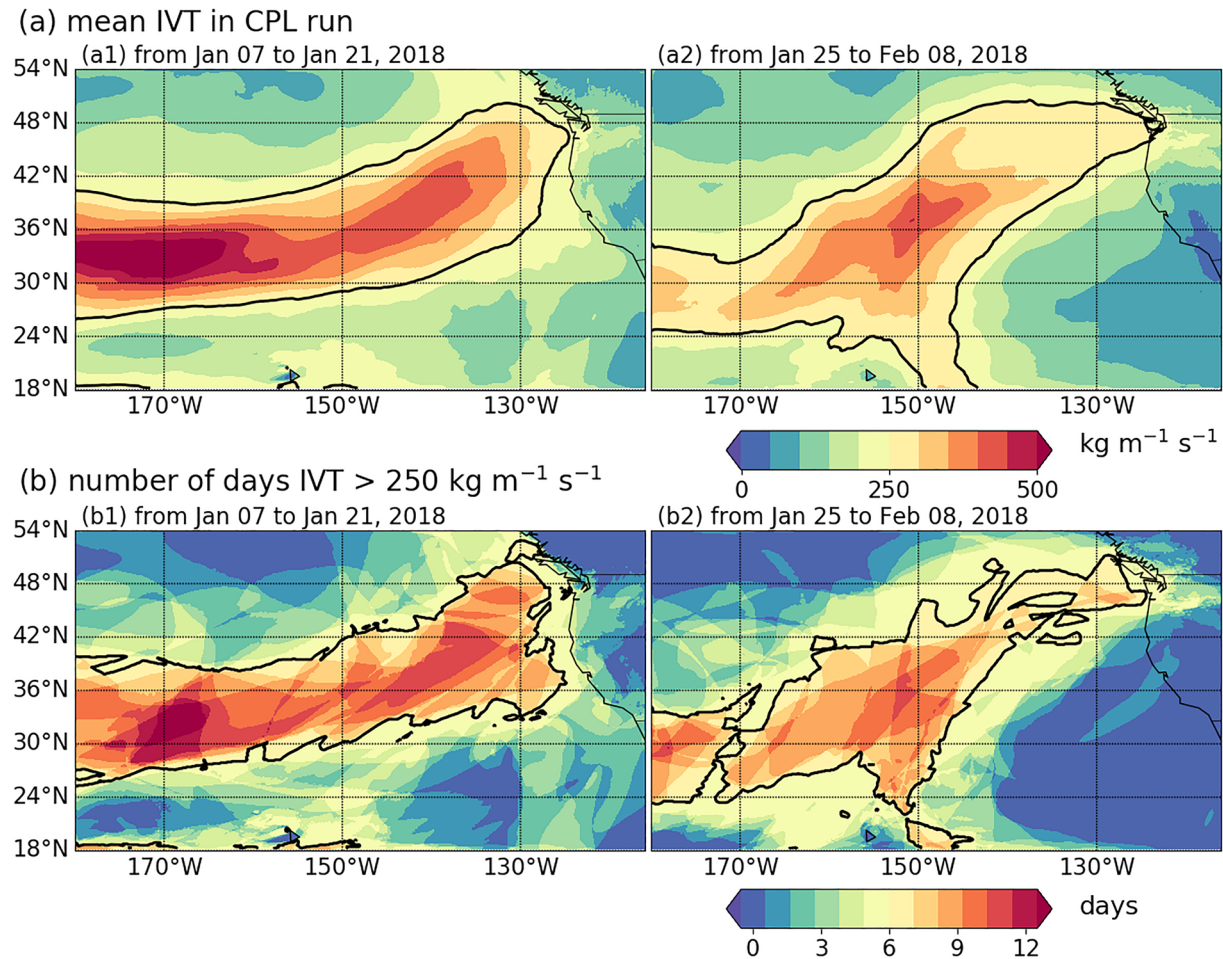 (a) mean IVT in CPL run
(a1) from Jan 07 to Jan 21, 2018 (a2) from Jan 25 to Feb 08, 2018
54°N
48°N
42°N
36°N
30°N
24°N
18°N
170°W 150°W 130°W 170°W 150°W 130°W
kg m⁻¹ s⁻¹
0 250 500
(b) number of days IVT > 250 kg m⁻¹ s⁻¹
(b1) from Jan 07 to Jan 21, 2018 (b2) from Jan 25 to Feb 08, 2018
54°N
48°N
42°N
36°N
30°N
24°N
18°N
170°W 150°W 130°W 170°W 150°W 130°W
days
0 3 6 9 12